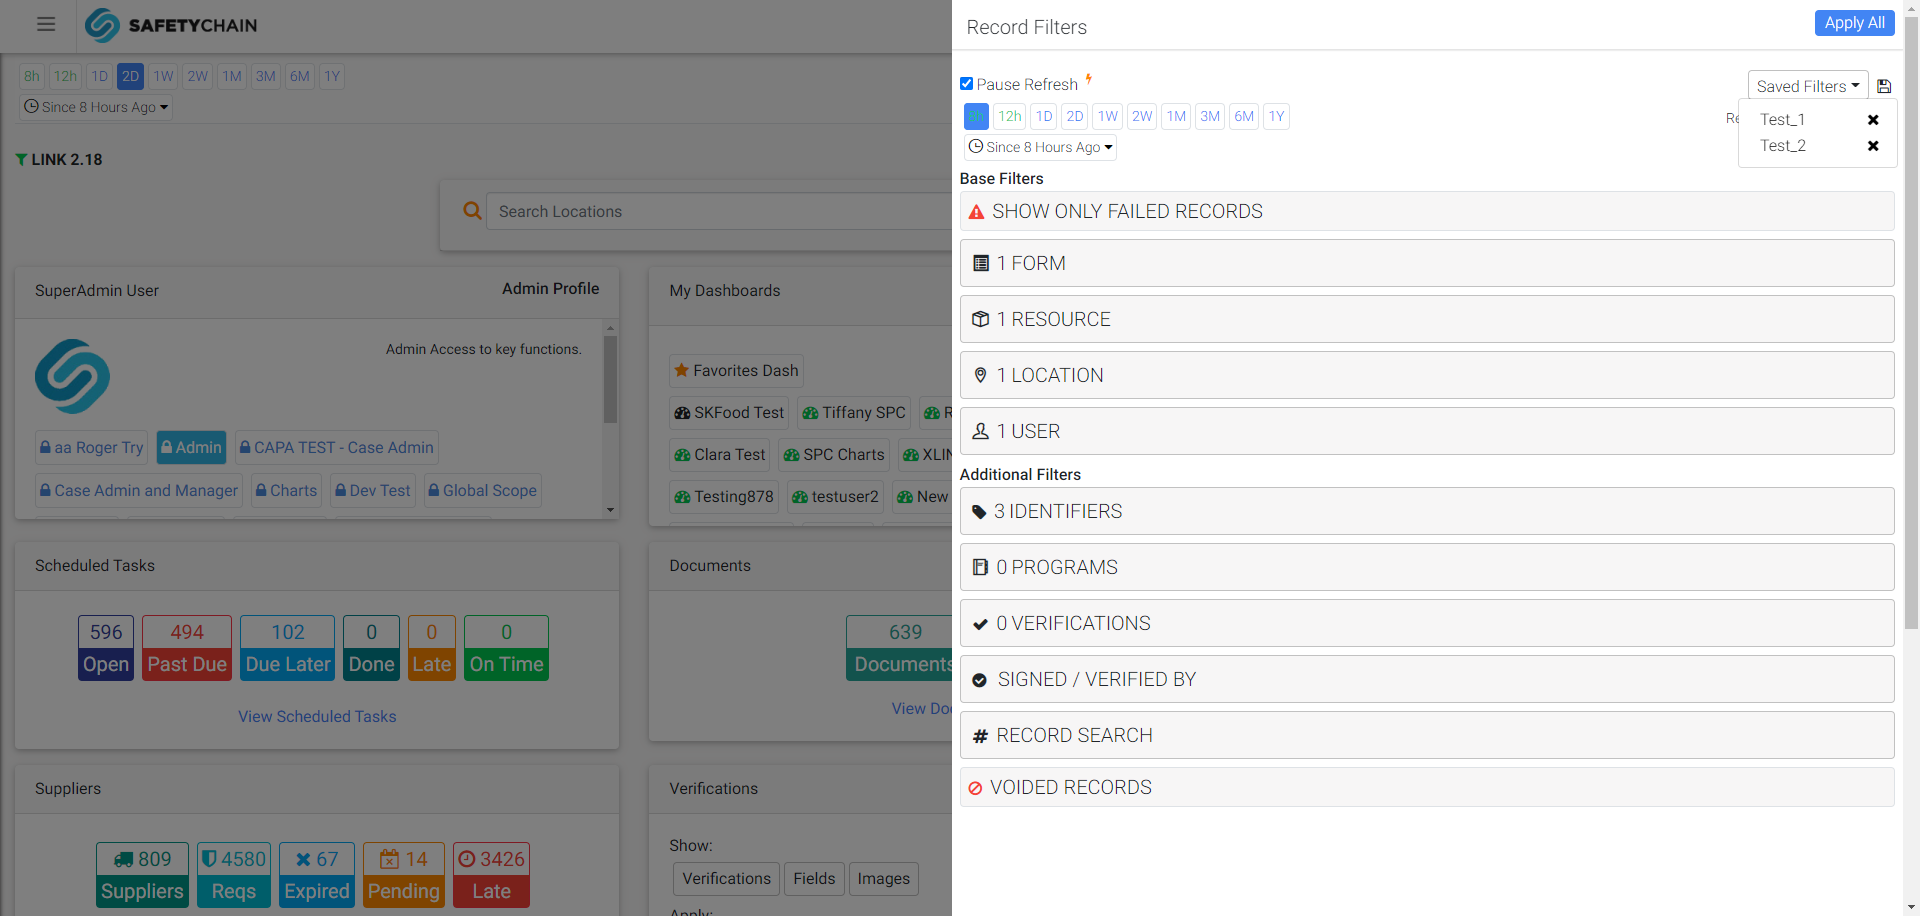 SAFETYCHAIN
8h 12h 1D 2D 1W 2W 1M 3M 6M 1Y
Since 8 Hours Ago
LINK 2.18
Search Locations
SuperAdmin User
Admin Profile
Admin Access to key functions.
aa Roger Try Admin CAPA TEST - Case Admin
Case Admin and Manager Charts Dev Test Global Scope
My Dashboards
Favorites Dash
SKFood Test Tiffany SPC R
Clara Test SPC Charts XLIN
Testing878 testuser2 New
Scheduled Tasks
596 494 102 0 0 0
Open Past Due Due Later Done Late On Time
View Scheduled Tasks
Documents
639
Documents
View Do
Suppliers
809 4580 67 14 3426
Suppliers Reqs Expired Pending Late
Verifications
Show:
Verifications Fields Images
Apply:
Record Filters
Apply All
Pause Refresh
Saved Filters
8h 12h 1D 2D 1W 2W 1M 3M 6M 1Y
Re
Test_1
Test_2
Since 8 Hours Ago
Base Filters
SHOW ONLY FAILED RECORDS
1 FORM
1 RESOURCE
1 LOCATION
1 USER
Additional Filters
3 IDENTIFIERS
0 PROGRAMS
0 VERIFICATIONS
SIGNED / VERIFIED BY
# RECORD SEARCH
VOIDED RECORDS